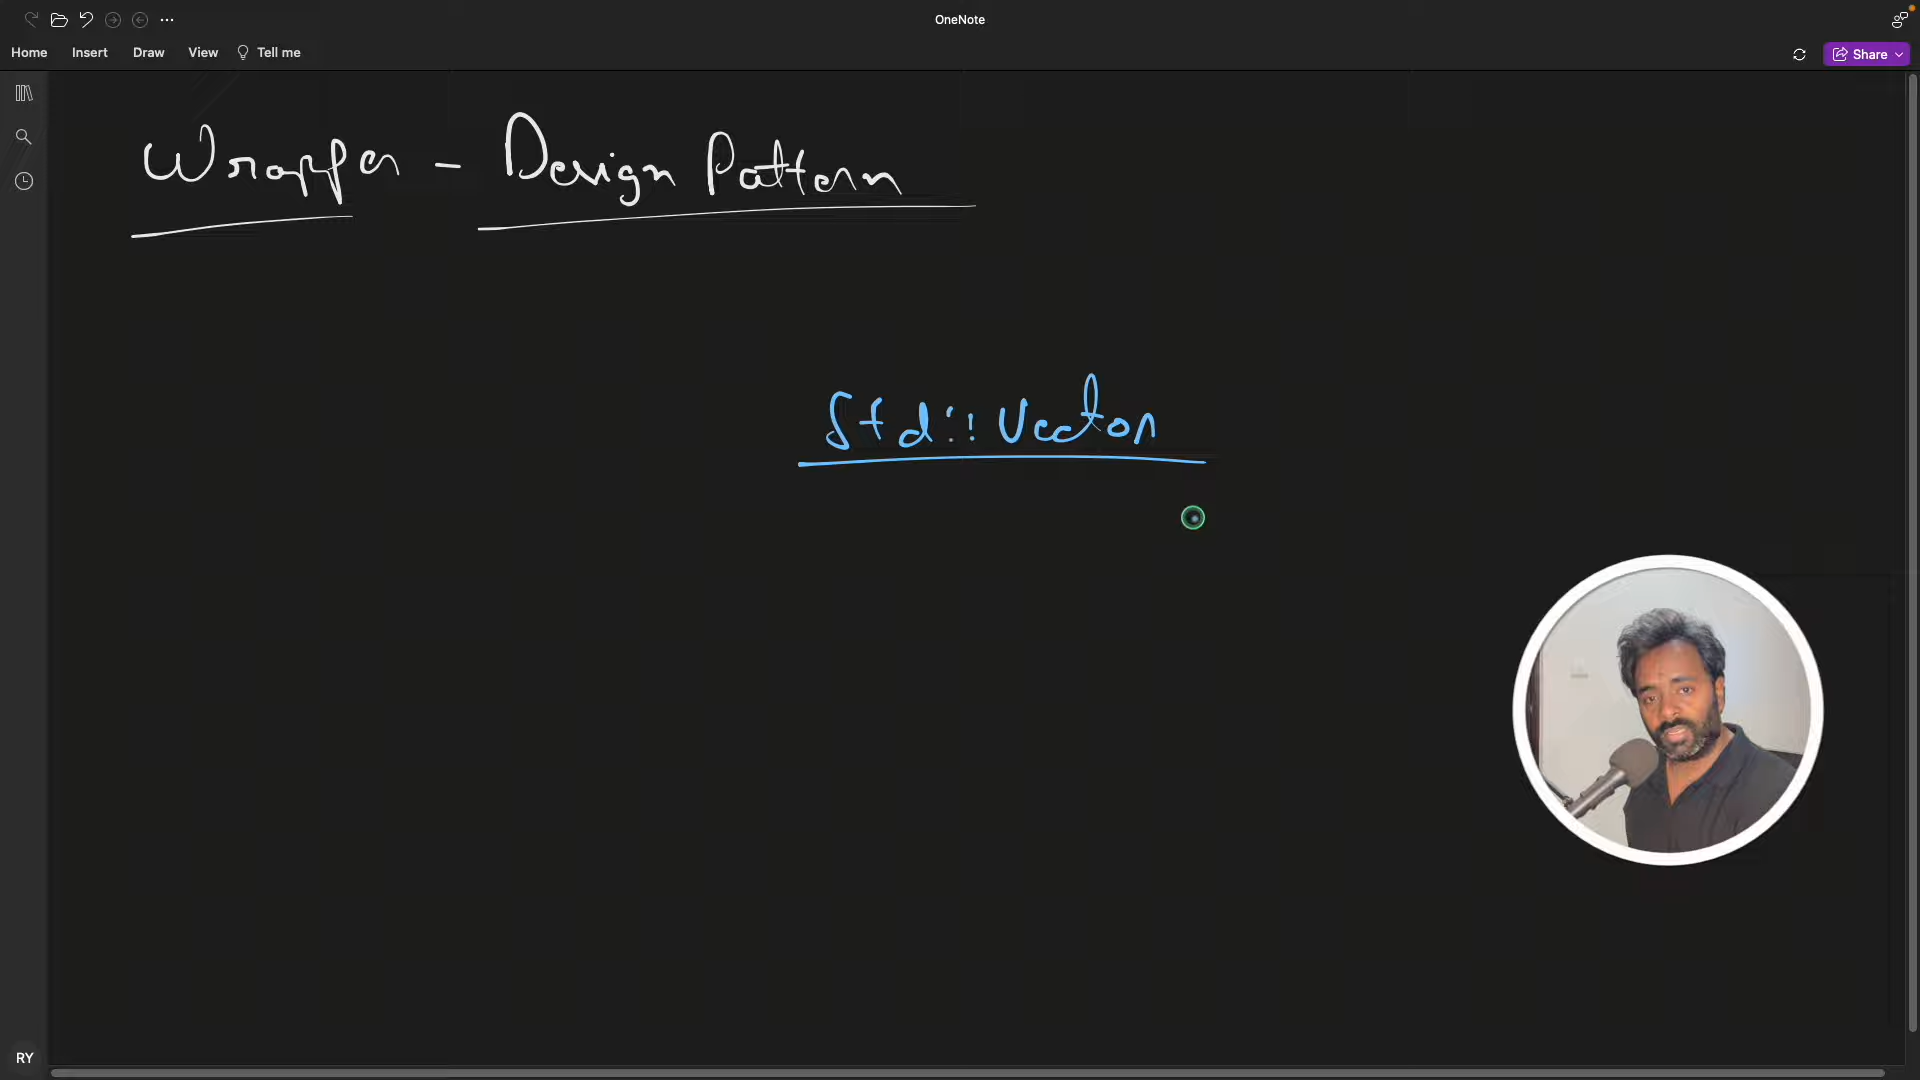 OneNote
Home Insert Draw View Tell me
Share
Wrapper - Design Pattern
Std::Vector
RY